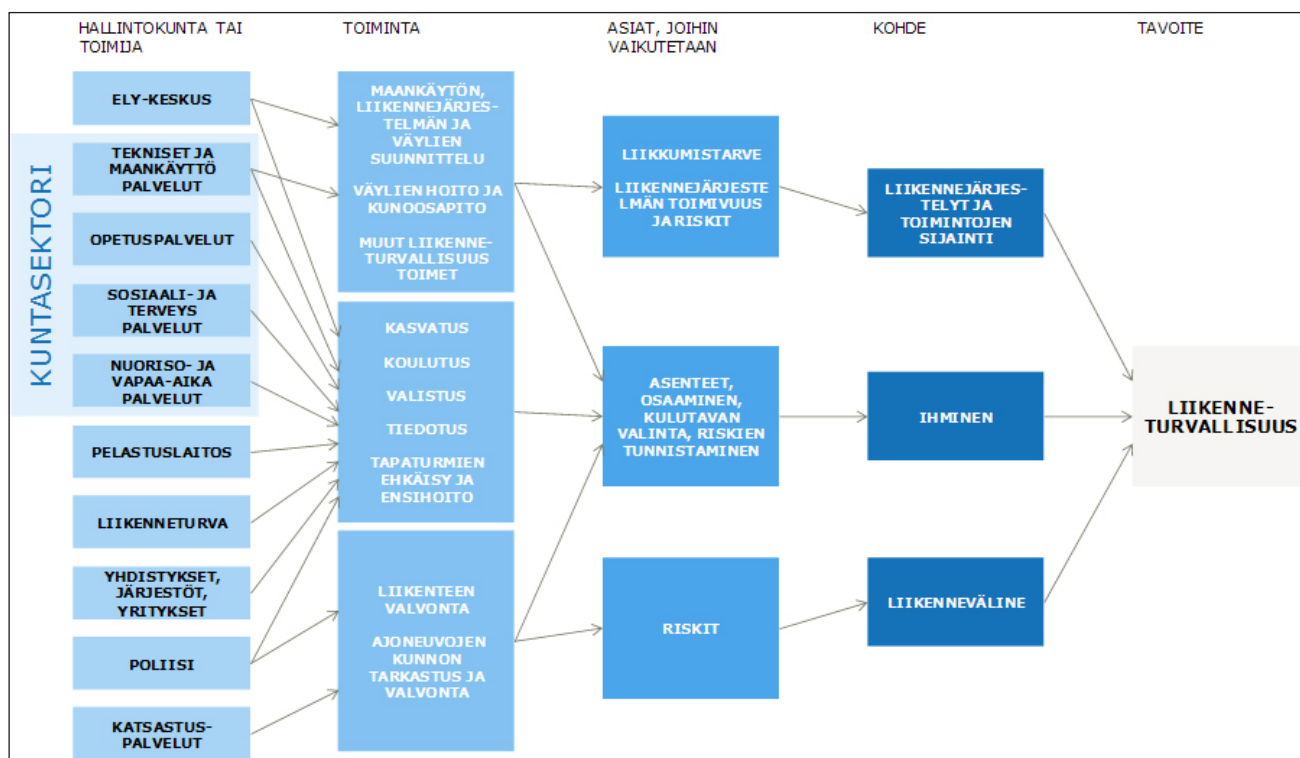 HALLINTOKUNTA TAI
TOIMIJA
TOIMINTA
ASIAT, JOIHIN
VAIKUTETAAN
KOHDE
TAVOITE
KUNTASEKTORI
ELY-KESKUS
TEKNISET JA
MAANKÄYTTÖ
PALVELUT
OPETUSPALVELUT
SOSIAALI- JA
TERVEYS
PALVELUT
NUORISO- JA
VAPAA-AIKA
PALVELUT
PELASTUSLAITOS
LIIKENNETURVA
YHDISTYKSET,
JÄRJESTÖT,
YRITYKSET
POLIISI
KATSASTUS-
PALVELUT
MAANKÄYTÖN,
LIIKENNEJÄRJES-
TELMÄN JA
VÄYLIEN
SUUNNITTELU
VÄYLIEN HOITO JA
KUNOOSAPITO
MUUT LIIKENNE-
TURVALLISUUS
TOIMET
KASVATUS
KOULUTUS
VALISTUS
TIEDOTUS
TAPATURMIEN
EHKÄISY JA
ENSIHOITO
LIIKENTEEN
VALVONTA
AJONEUVOJEN
KUNNON
TARKASTUS JA
VALVONTA
LIIKKUMISTARVE
LIIKENNEJÄRJESTE
LMÄN TOIMIVUUS
JA RISKIT
ASENTEET,
OSAAMINEN,
KULUTAVAN
VALINTA, RISKIEN
TUNNISTAMINEN
RISKIT
LIIKENNEJÄRJES-
TELYT JA
TOIMINTOJEN
SIJAINTI
IHMINEN
LIIKENNEVÄLINE
LIIKENNE-
TURVALLISUUS